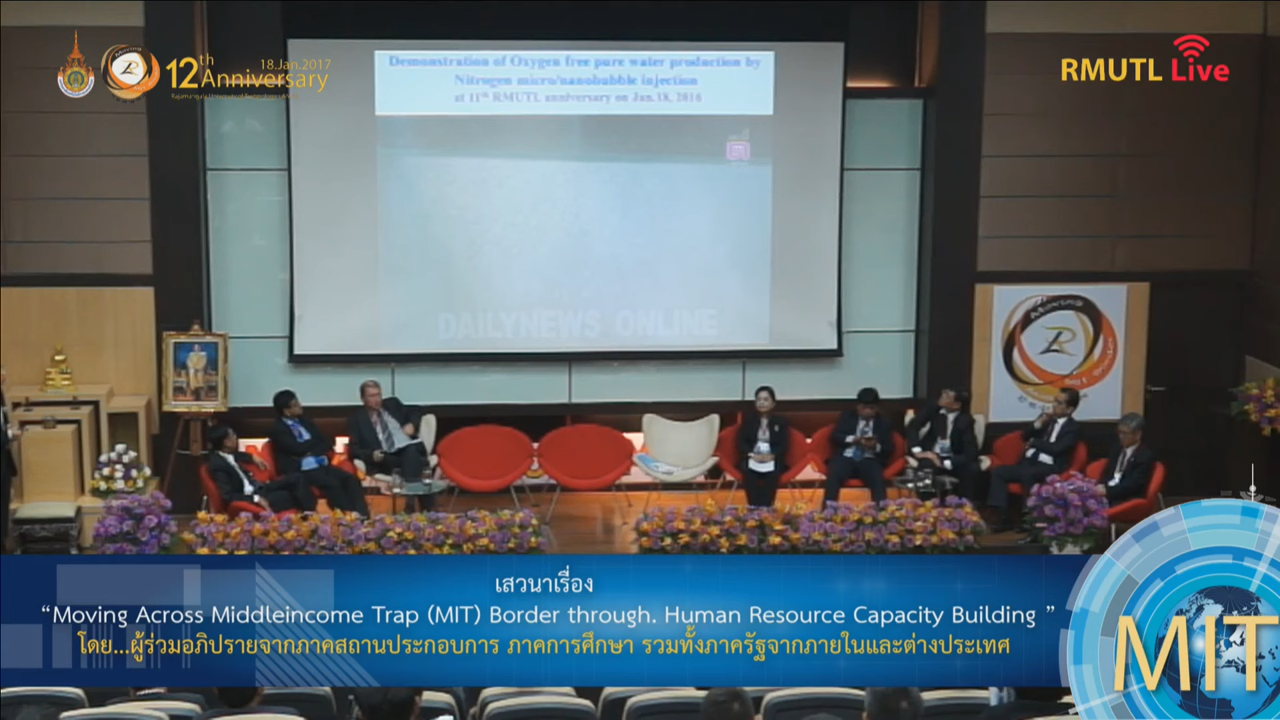 12th
18.Jan.2017
Anniversary
RMUTL Live
Demonstration of Oxygen free pure water production by
Nitrogen micro/nanobubble injection
at 11th RMUTL anniversary on Jan.18, 2016
DAILYNEWS ONLINE
Moving
เสวนาเรื่อง
“Moving Across Middleincome Trap (MIT) Border through. Human Resource Capacity Building ”
โดย...ผู้ร่วมอภิปรายจากภาคสถานประกอบการ ภาคการศึกษา รวมทั้งภาครัฐจากภายในและต่างประเทศ
MIT